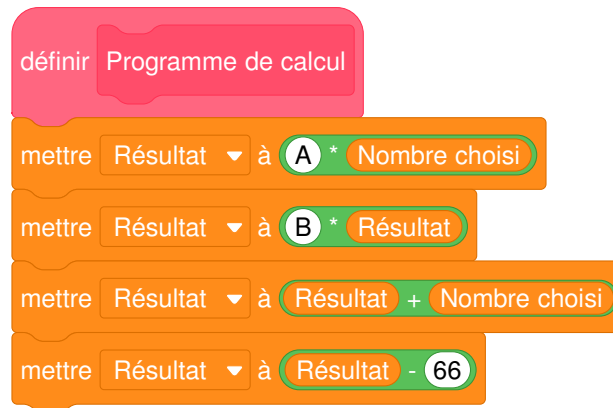 définir Programme de calcul
mettre Résultat à A * Nombre choisi
mettre Résultat à B * Résultat
mettre Résultat à Résultat + Nombre choisi
mettre Résultat à Résultat - 66